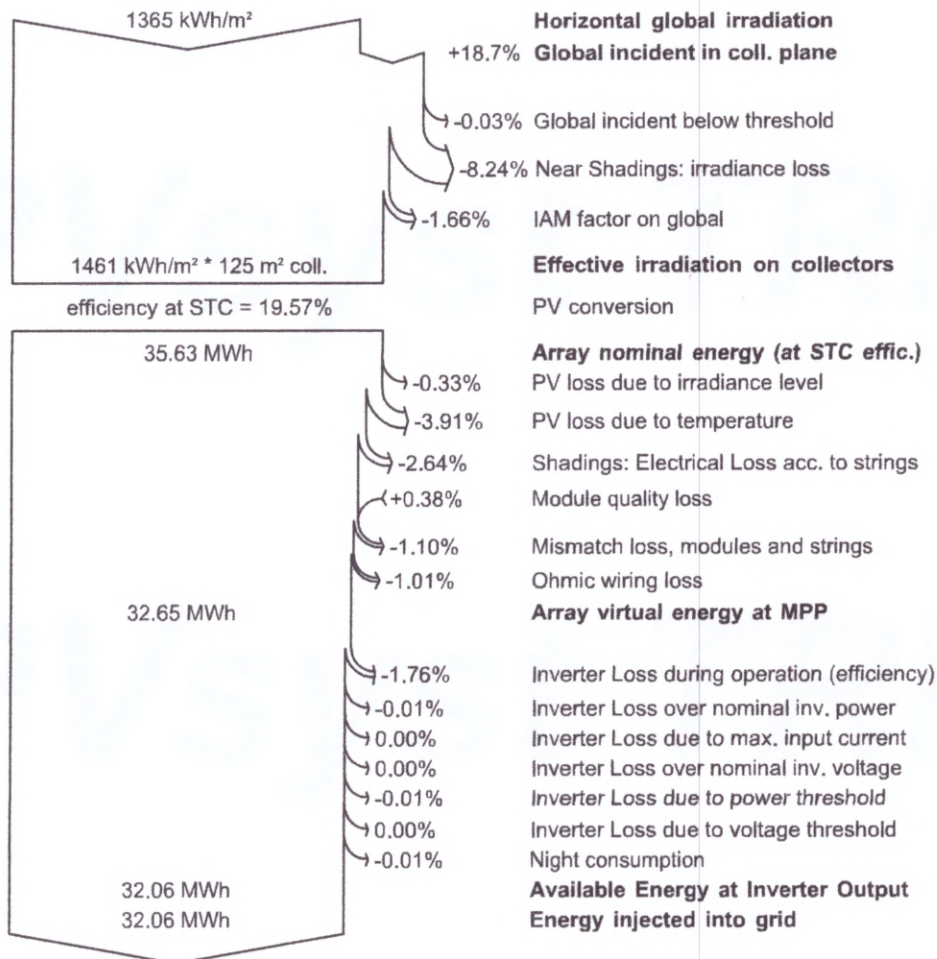 1365 kWh/m² Horizontal global irradiation
+18.7% Global incident in coll. plane
-0.03% Global incident below threshold
-8.24% Near Shadings: irradiance loss
-1.66% IAM factor on global
1461 kWh/m² * 125 m² coll. Effective irradiation on collectors
efficiency at STC = 19.57% PV conversion
35.63 MWh Array nominal energy (at STC effic.)
-0.33% PV loss due to irradiance level
-3.91% PV loss due to temperature
-2.64% Shadings: Electrical Loss acc. to strings
+0.38% Module quality loss
-1.10% Mismatch loss, modules and strings
-1.01% Ohmic wiring loss
32.65 MWh Array virtual energy at MPP
-1.76% Inverter Loss during operation (efficiency)
-0.01% Inverter Loss over nominal inv. power
0.00% Inverter Loss due to max. input current
0.00% Inverter Loss over nominal inv. voltage
-0.01% Inverter Loss due to power threshold
0.00% Inverter Loss due to voltage threshold
-0.01% Night consumption
32.06 MWh Available Energy at Inverter Output
32.06 MWh Energy injected into grid
PVsyst TR
PVsyst TR